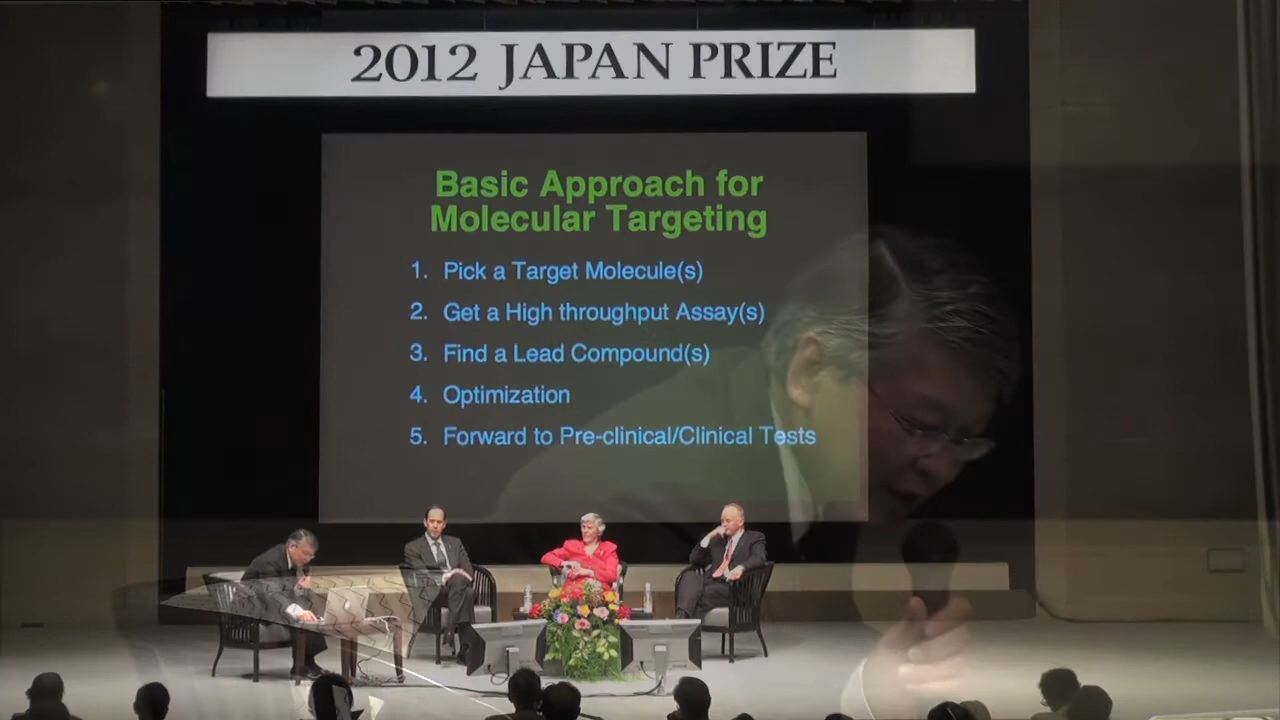 2012 JAPAN PRIZE
Basic Approach for
Molecular Targeting
1. Pick a Target Molecule(s)
2. Get a High throughput Assay(s)
3. Find a Lead Compound(s)
4. Optimization
5. Forward to Pre-clinical/Clinical Tests